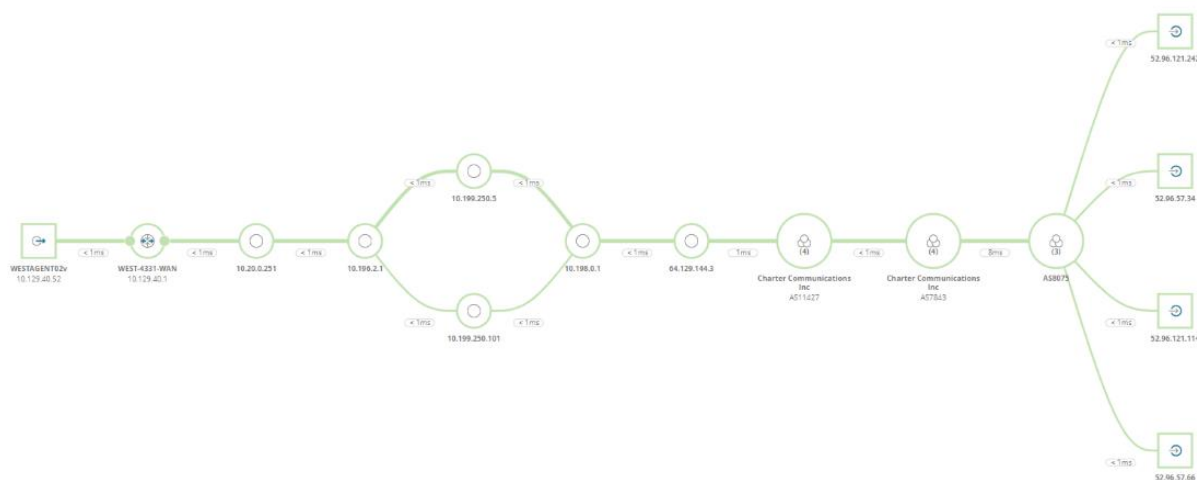 < 1ms
52.96.121.242
< 1ms
< 1ms
< 1ms
10.199.250.5
52.96.57.34
< 1ms
< 1ms
< 1ms
< 1ms
1ms
< 1ms
8ms
WESTAGENT02v
10.129.40.52
WEST-4331-WAN
10.129.40.1
10.20.0.251
10.196.2.1
10.198.0.1
64.129.144.3
(4)
Charter Communications
Inc
AS11427
(4)
Charter Communications
Inc
AS7843
(3)
AS8075
< 1ms
< 1ms
10.199.250.101
< 1ms
52.96.121.114
< 1ms
52.96.57.66